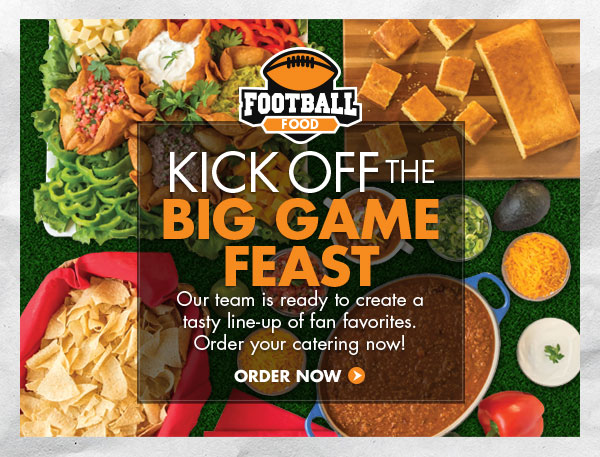 FOOTBALL
FOOD
KICK OFF THE
BIG GAME
FEAST
Our team is ready to create a
tasty line-up of fan favorites.
Order your catering now!
ORDER NOW